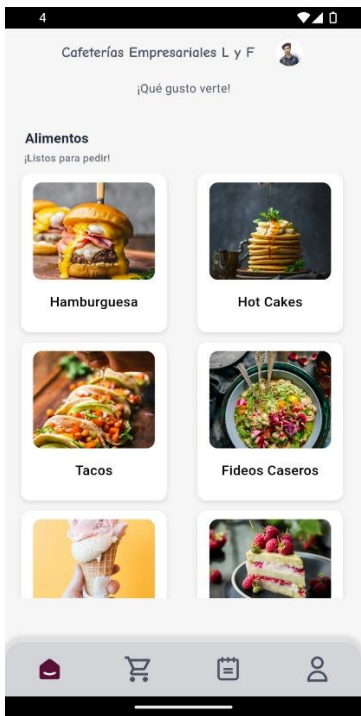 4
Cafeterías Empresariales L y F
¡Qué gusto verte!
Alimentos
¡Listos para pedir!
Hamburguesa
Hot Cakes
Tacos
Fideos Caseros